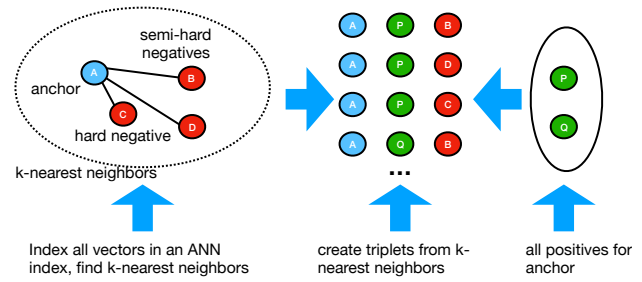 semi-hard
negatives
A
B
anchor
C
D
hard negative
k-nearest neighbors
A P B
A P D
A P C
A Q B
...
P
Q
Index all vectors in an ANN
index, find k-nearest neighbors
create triplets from k-
nearest neighbors
all positives for
anchor